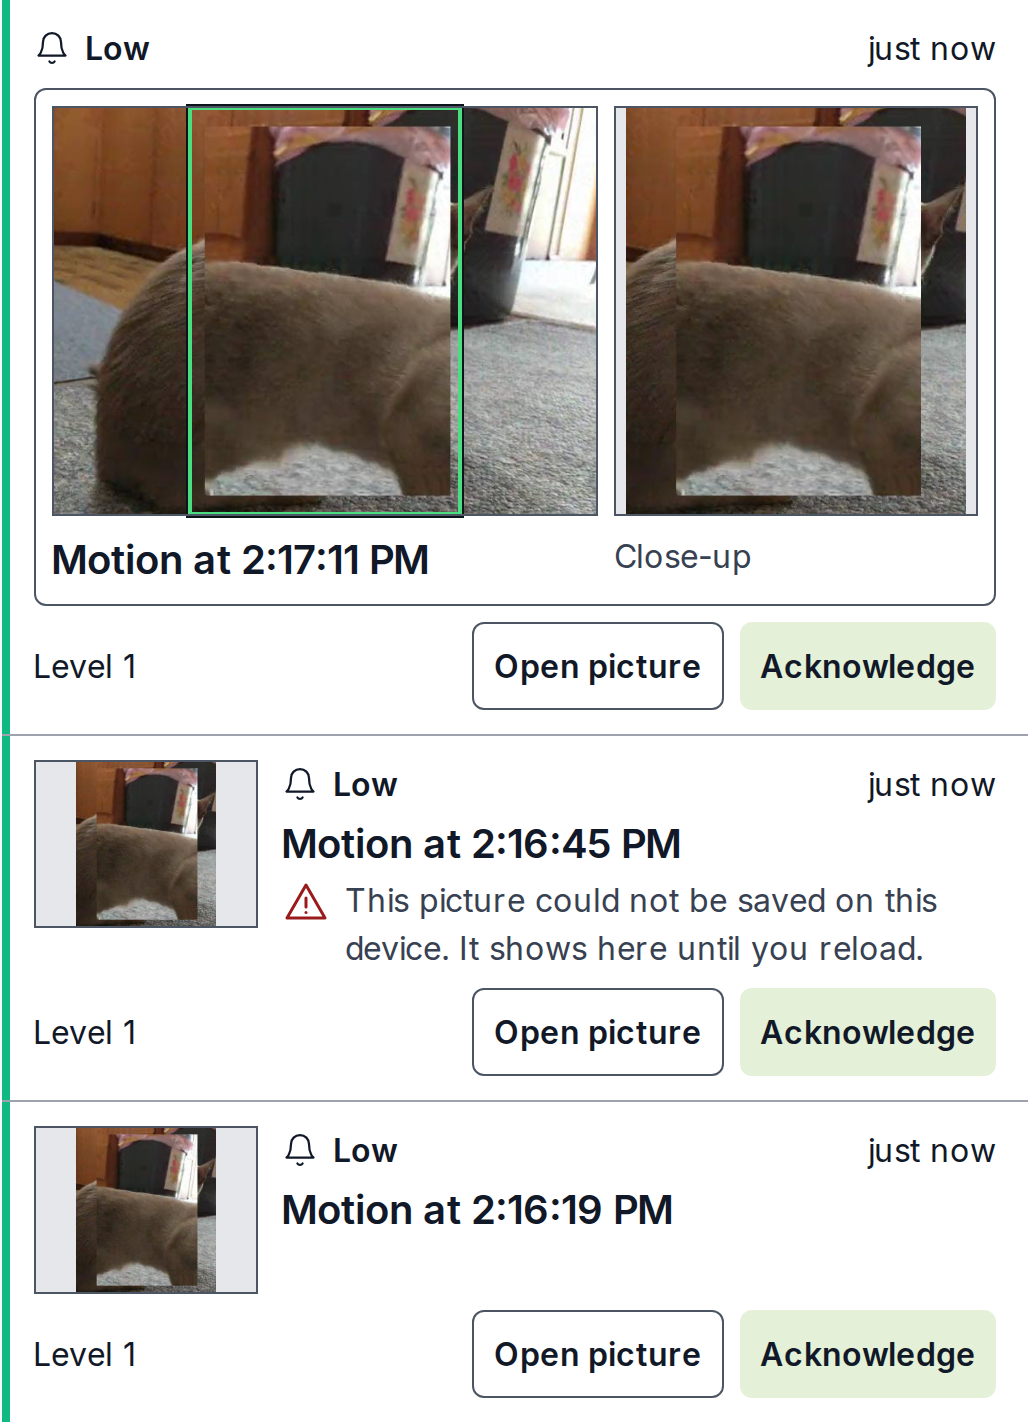 Low
just now
Motion at 2:17:11 PM
Close-up
Level 1
Open picture
Acknowledge
Low
just now
Motion at 2:16:45 PM
This picture could not be saved on this
device. It shows here until you reload.
Level 1
Open picture
Acknowledge
Low
just now
Motion at 2:16:19 PM
Level 1
Open picture
Acknowledge